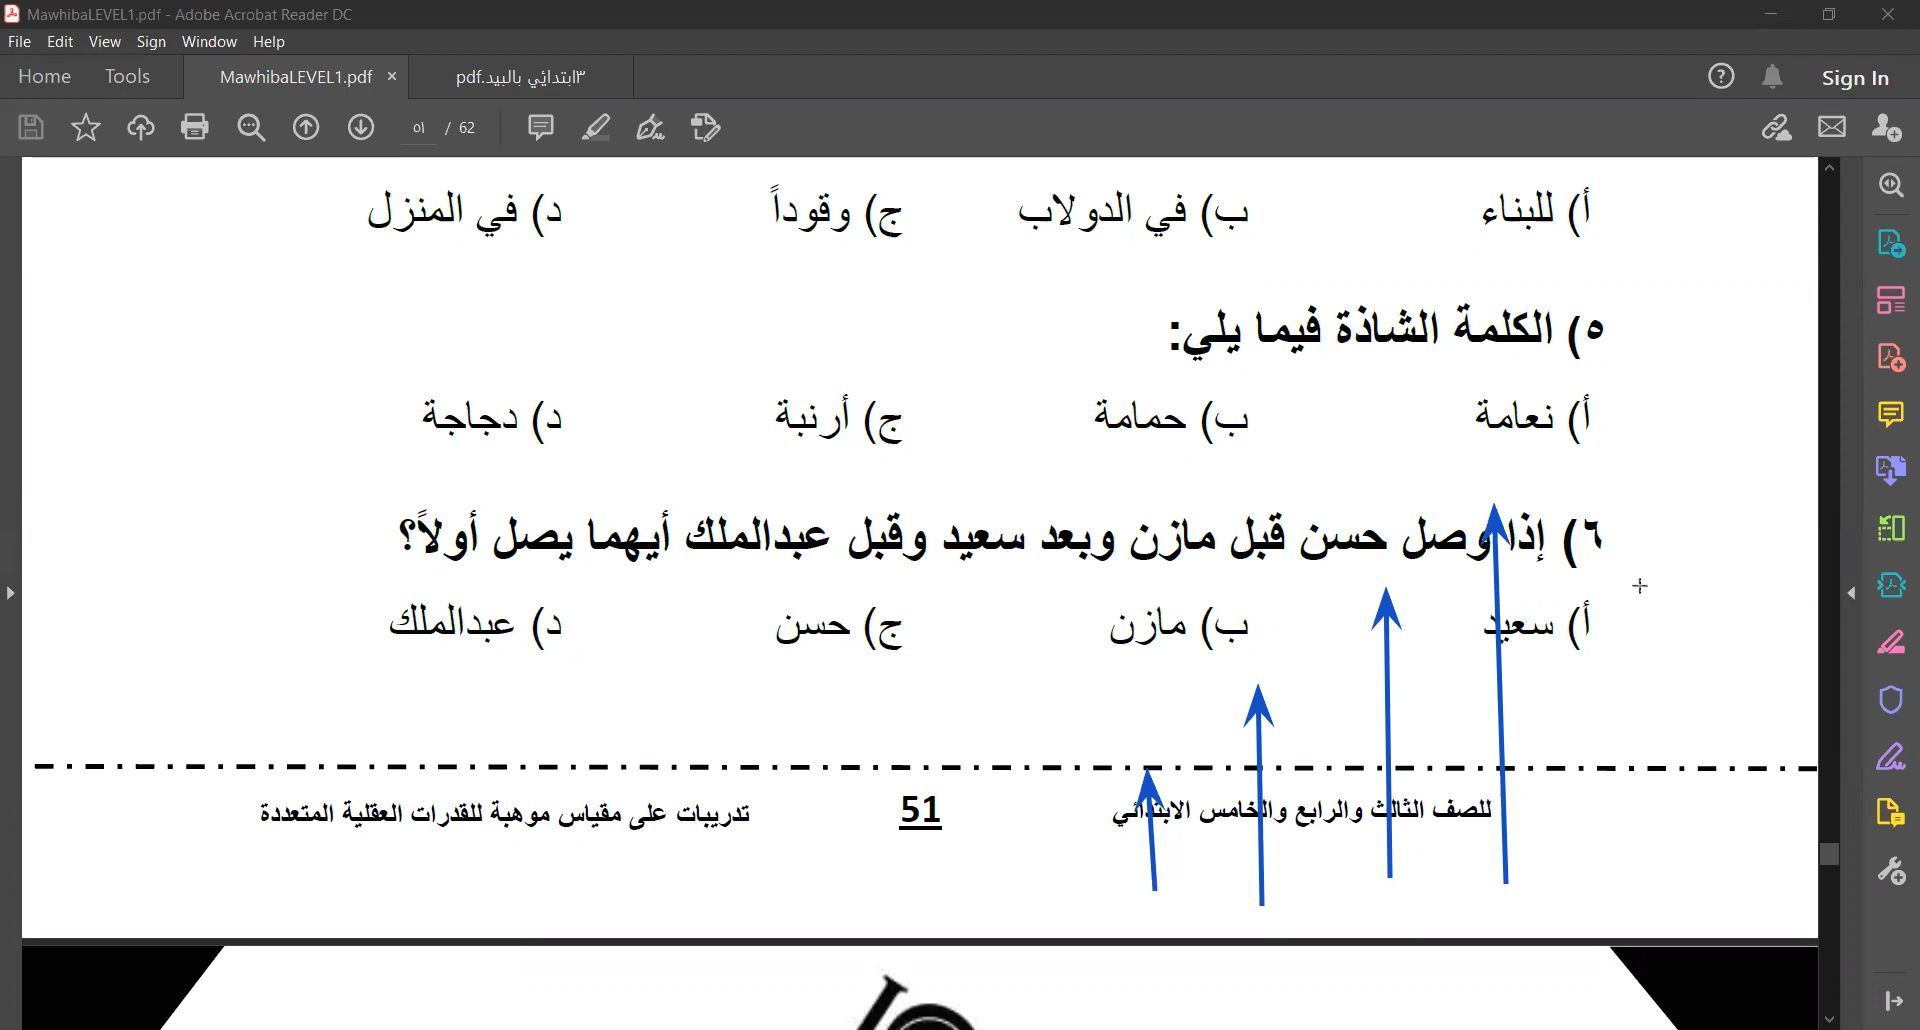 MawhibaLEVEL1.pdf - Adobe Acrobat Reader DC
File Edit View Sign Window Help
Home Tools MawhibaLEVEL1.pdf × ٣ابتدائي بالبيد.pdf Sign In
٥١ / 62
أ) للبناء ب) في الدولاب ج) وقوداً د) في المنزل
٥) الكلمة الشاذة فيما يلي:
أ) نعامة ب) حمامة ج) أرنبة د) دجاجة
٦) إذا وصل حسن قبل مازن وبعد سعيد وقبل عبدالملك أيهما يصل أولاً؟
أ) سعيد ب) مازن ج) حسن د) عبدالملك
للصف الثالث والرابع والخامس الابتدائي 51 تدريبات على مقياس موهبة للقدرات العقلية المتعددة